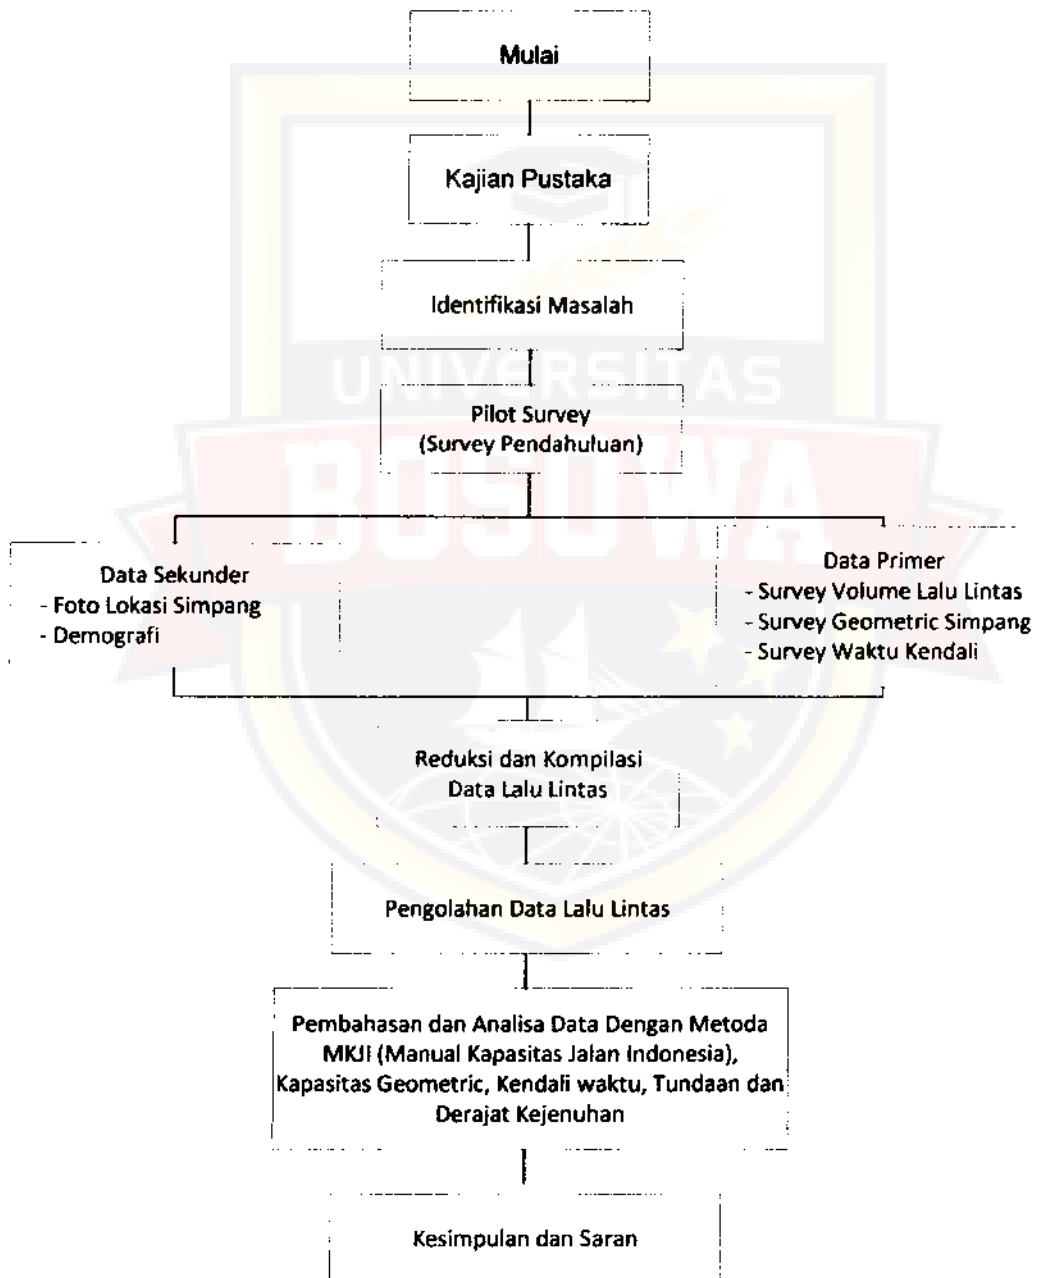 Mulai
Kajian Pustaka
Identifikasi Masalah
UNIVERSITAS
Pilot Survey
(Survey Pendahuluan)
BOSOWA
Data Sekunder
- Foto Lokasi Simpang
- Demografi
Data Primer
- Survey Volume Lalu Lintas
- Survey Geometric Simpang
- Survey Waktu Kendali
Reduksi dan Kompilasi
Data Lalu Lintas
Pengolahan Data Lalu Lintas
Pembahasan dan Analisa Data Dengan Metoda
MKJI (Manual Kapasitas Jalan Indonesia),
Kapasitas Geometric, Kendali waktu, Tundaan dan
Derajat Kejenuhan
Kesimpulan dan Saran